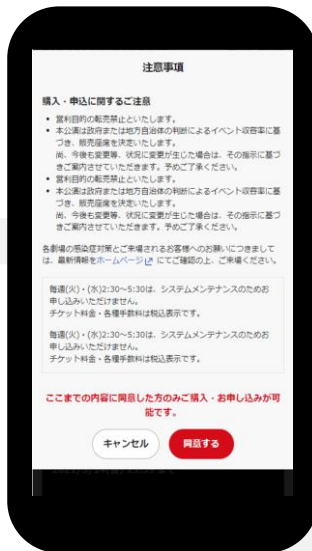 注意事項
購入・申込に関するご注意
• 営利目的の転売禁止といたします。
• 本公演は政府または地方自治体の判断によるイベント収容率に基
づき、販売座席を決定いたします。
尚、今後も変更等、状況に変更が生じた場合は、その指示に基づ
きご案内させていただきます。予めご了承ください。
• 営利目的の転売禁止といたします。
• 本公演は政府または地方自治体の判断によるイベント収容率に基
づき、販売座席を決定いたします。
尚、今後も変更等、状況に変更が生じた場合は、その指示に基づ
きご案内させていただきます。予めご了承ください。
各劇場の感染症対策とご来場されるお客様へのお願いにつきまして
は、最新情報をホームページ にてご確認の上、ご来場ください。
毎週(火)・(水)2:30~5:30は、システムメンテナンスのためお
申し込みいただけません。
チケット料金・各種手数料は税込表示です。
毎週(火)・(水)2:30~5:30は、システムメンテナンスのためお
申し込みいただけません。
チケット料金・各種手数料は税込表示です。
ここまでの内容に同意した方のみご購入・お申し込みが可
能です。
キャンセル
同意する